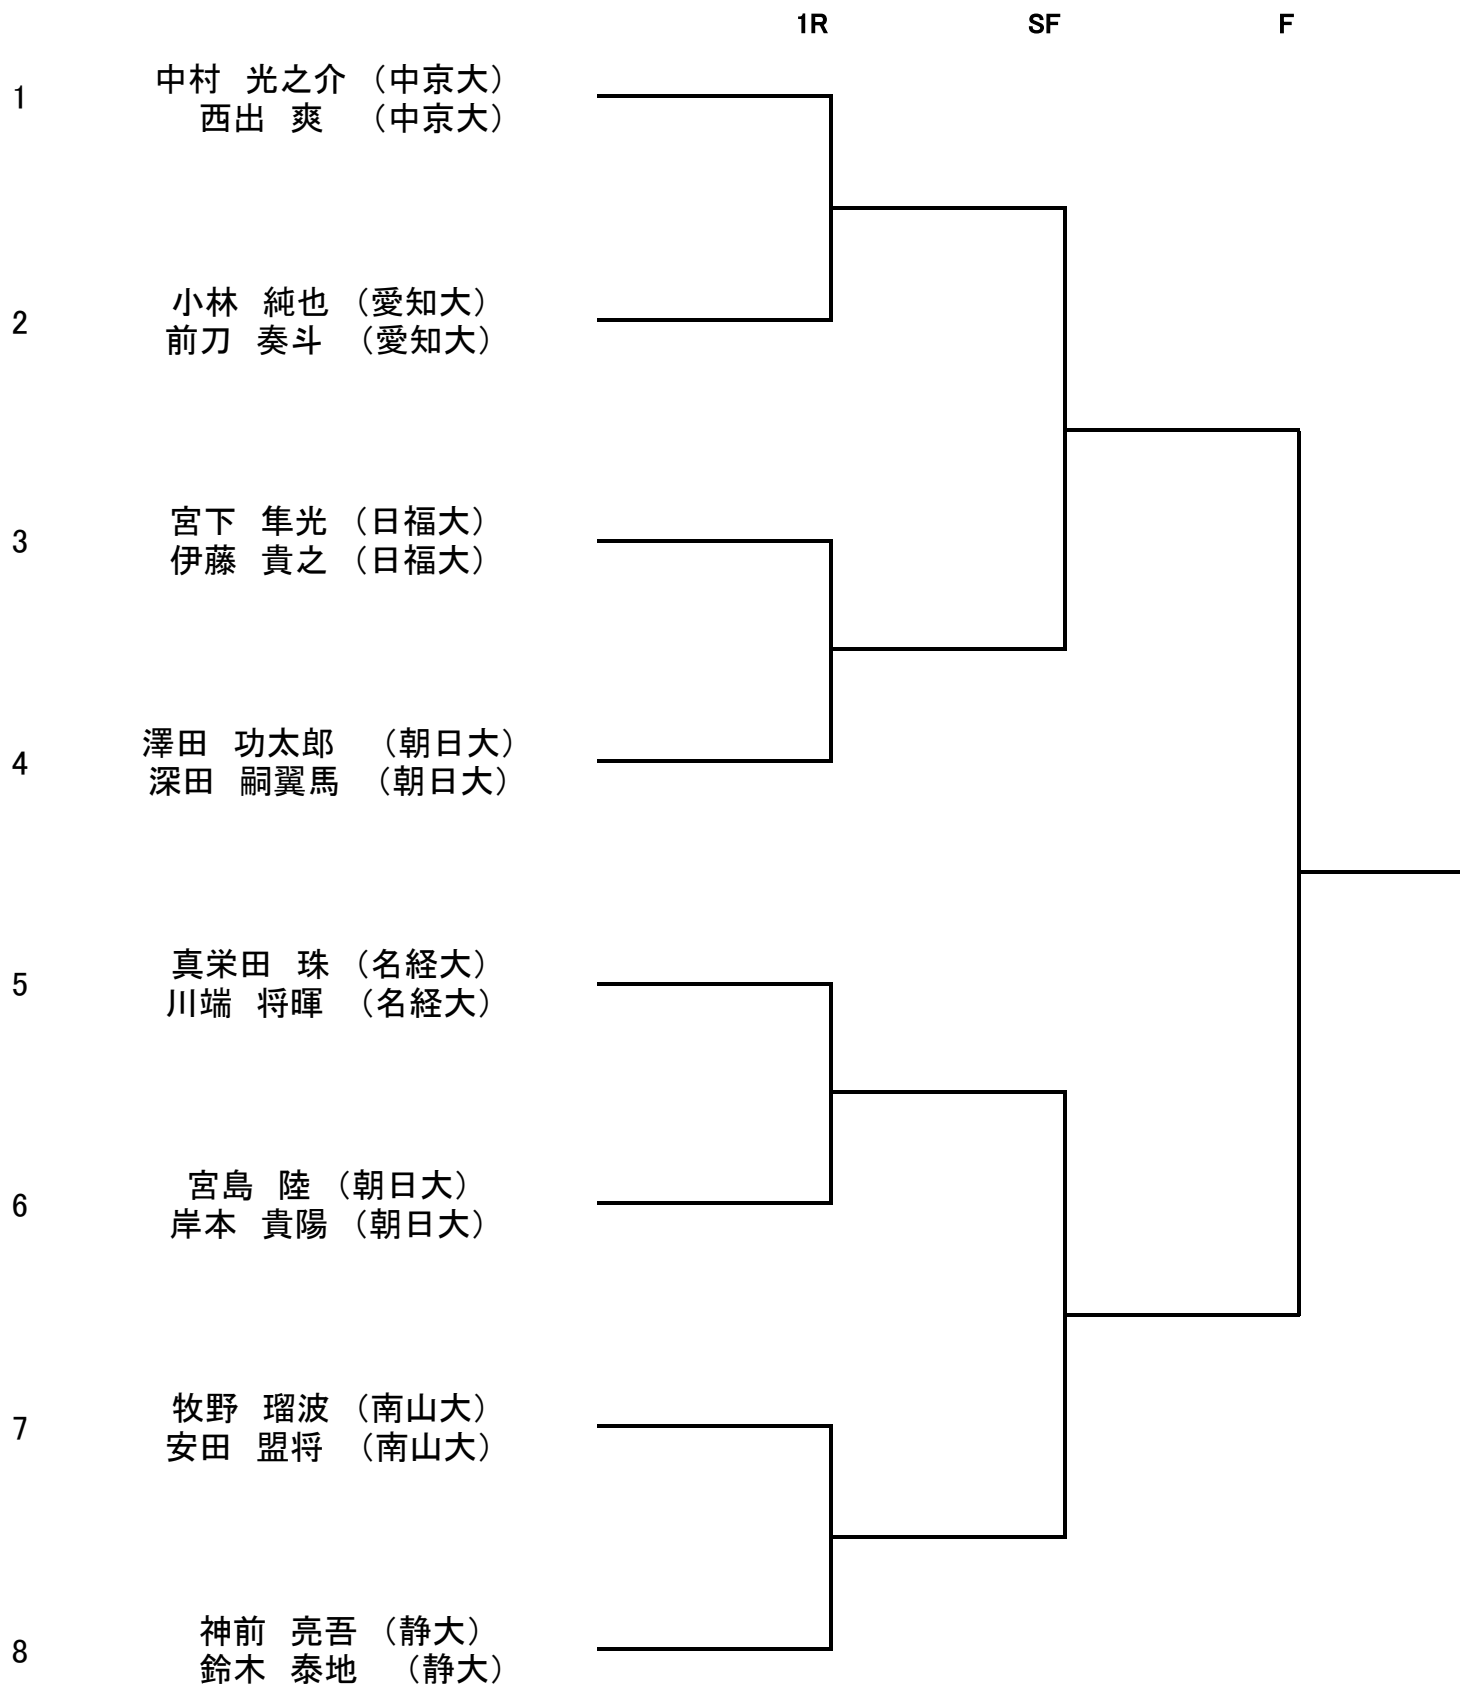 1R SF F
1 中村 光之介 （中京大）
西出 爽 （中京大）
2 小林 純也 （愛知大）
前刀 奏斗 （愛知大）
3 宮下 隼光 （日福大）
伊藤 貴之 （日福大）
4 澤田 功太郎 （朝日大）
深田 嗣翼馬 （朝日大）
5 真栄田 珠 （名経大）
川端 将暉 （名経大）
6 宮島 陸 （朝日大）
岸本 貴陽 （朝日大）
7 牧野 瑠波 （南山大）
安田 盟将 （南山大）
8 神前 亮吾 （静大）
鈴木 泰地 （静大）